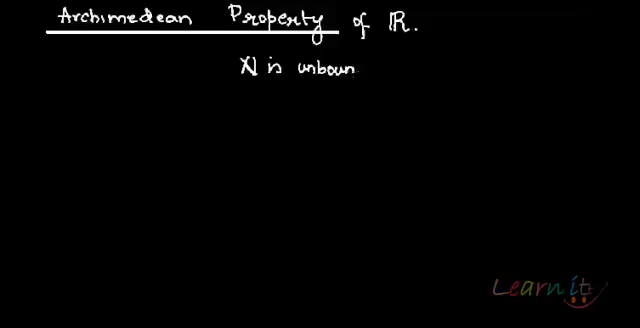 Archimedean Property of ℝ.
ℕ is unboun
Learnit